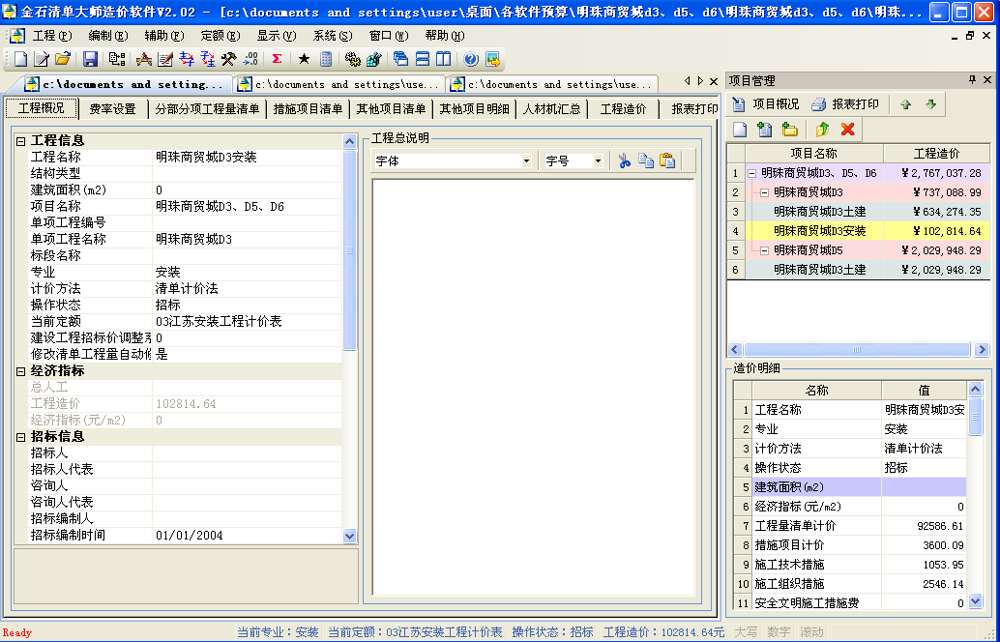 金石清单大师造价软件V2.02 - [c:\documents and settings\user\桌面\各软件预算\明珠商贸城d3、d5、d6\明珠商贸城d3、d5、d6\明珠...
工程(P) 编制(E) 辅助(F) 定额(E) 显示(V) 系统(S) 窗口(W) 帮助(H)
c:\documents and setting... c:\documents and settings\use... c:\documents and settings\use...
工程概况 费率设置 分部分项工程量清单 措施项目清单 其他项目清单 其他项目明细 人材机汇总 工程造价 报表打印
工程信息
工程名称 明珠商贸城D3安装
结构类型
建筑面积(m2) 0
项目名称 明珠商贸城D3、D5、D6
单项工程编号
单项工程名称 明珠商贸城D3
标段名称
专业 安装
计价方法 清单计价法
操作状态 招标
当前定额 03江苏安装工程计价表
建设工程招标价调整系 0
修改清单工程量自动修 是
经济指标
总人工
工程造价 102814.64
经济指标(元/m2) 0
招标信息
招标人
招标人代表
咨询人
咨询人代表
招标编制人
招标编制时间 01/01/2004
工程总说明
字体 字号
项目管理
项目概况 报表打印
项目名称 工程造价
1 明珠商贸城D3、D5、D6 ￥2,767,037.28
2 明珠商贸城D3 ￥737,088.99
3 明珠商贸城D3土建 ￥634,274.35
4 明珠商贸城D3安装 ￥102,814.64
5 明珠商贸城D5 ￥2,029,948.29
6 明珠商贸城D3土建 ￥2,029,948.29
造价明细
名称 值
1 工程名称 明珠商贸城D3安
2 专业 安装
3 计价方法 清单计价法
4 操作状态 招标
5 建筑面积(m2)
6 经济指标(元/m2) 0
7 工程量清单计价 92586.61
8 措施项目计价 3600.09
9 施工技术措施 1053.95
10 施工组织措施 2546.14
11 安全文明施工措施费 0
Ready 当前专业：安装 当前定额：03江苏安装工程计价表 操作状态：招标 工程造价：102814.64元 大写 数字 滚动